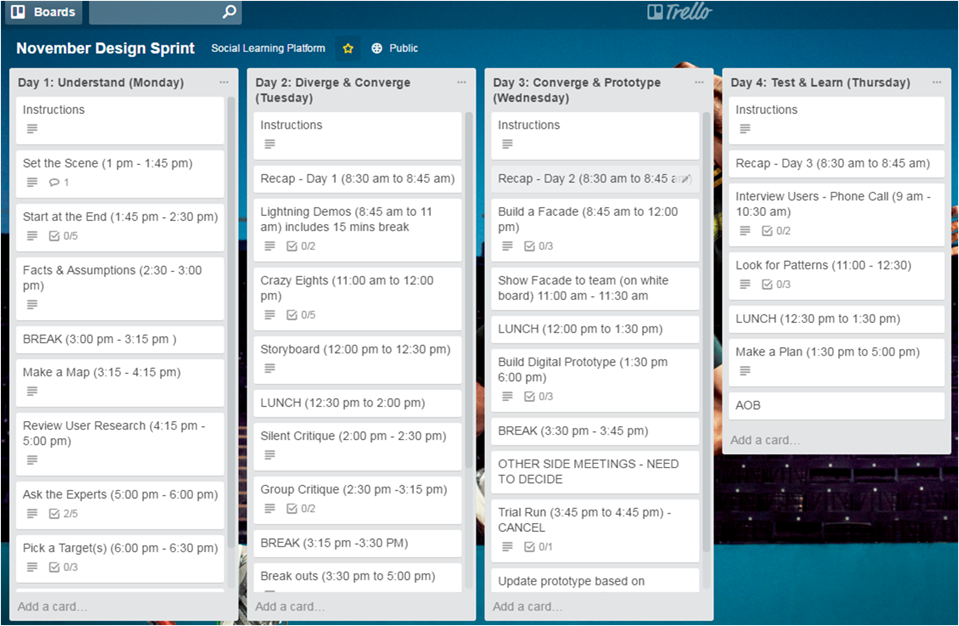 Boards
Trello
November Design Sprint
Social Learning Platform
Public
Day 1: Understand (Monday)
Instructions
Set the Scene (1 pm - 1:45 pm)
1
Start at the End (1:45 pm - 2:30 pm)
0/5
Facts & Assumptions (2:30 - 3:00
pm)
BREAK (3:00 pm - 3:15 pm )
Make a Map (3:15 - 4:15 pm)
Review User Research (4:15 pm -
5:00 pm)
Ask the Experts (5:00 pm - 6:00 pm)
2/5
Pick a Target(s) (6:00 pm - 6:30 pm)
0/3
Add a card...
Day 2: Diverge & Converge
(Tuesday)
Instructions
Recap - Day 1 (8:30 am to 8:45 am)
Lightning Demos (8:45 am to 11
am) includes 15 mins break
0/2
Crazy Eights (11:00 am to 12:00
pm)
0/5
Storyboard (12:00 pm to 12:30 pm)
LUNCH (12:30 pm to 2:00 pm)
Silent Critique (2:00 pm - 2:30 pm)
Group Critique (2:30 pm -3:15 pm)
0/2
BREAK (3:15 pm -3:30 PM)
Break outs (3:30 pm to 5:00 pm)
Add a card...
Day 3: Converge & Prototype
(Wednesday)
Instructions
Recap - Day 2 (8:30 am to 8:45
Build a Facade (8:45 am to 12:00
pm)
0/3
Show Facade to team (on white
board) 11:00 am - 11:30 am
LUNCH (12:00 pm to 1:30 pm)
Build Digital Prototype (1:30 pm
6:00 pm)
0/3
BREAK (3:30 pm - 3:45 pm)
OTHER SIDE MEETINGS - NEED
TO DECIDE
Trial Run (3:45 pm to 4:45 pm) -
CANCEL
0/1
Update prototype based on
Add a card...
Day 4: Test & Learn (Thursday)
Instructions
Recap - Day 3 (8:30 am to 8:45 am)
Interview Users - Phone Call (9 am -
10:30 am)
0/2
Look for Patterns (11:00 - 12:30)
0/3
LUNCH (12:30 pm to 1:30 pm)
Make a Plan (1:30 pm to 5:00 pm)
AOB
Add a card...